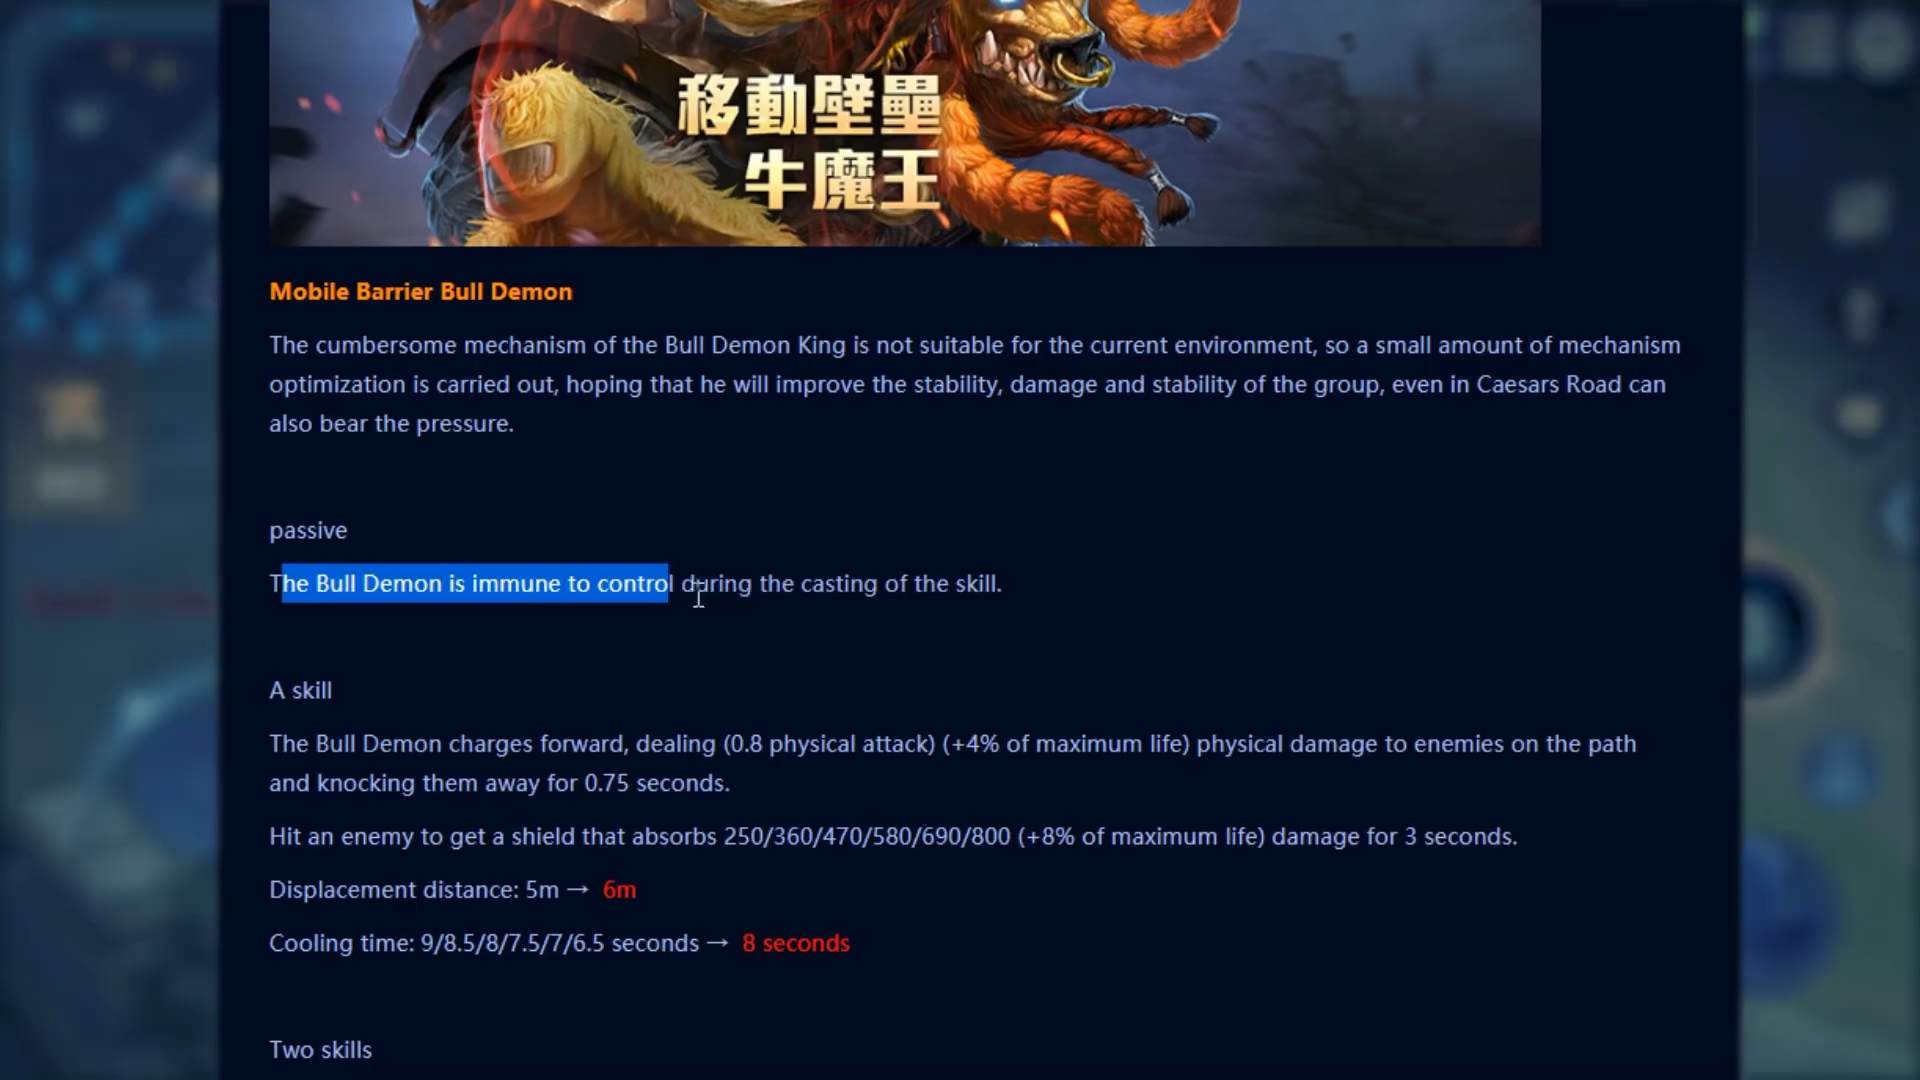 移動壁壘
牛魔王
Mobile Barrier Bull Demon
The cumbersome mechanism of the Bull Demon King is not suitable for the current environment, so a small amount of mechanism
optimization is carried out, hoping that he will improve the stability, damage and stability of the group, even in Caesars Road can
also bear the pressure.
passive
The Bull Demon is immune to control during the casting of the skill.
A skill
The Bull Demon charges forward, dealing (0.8 physical attack) (+4% of maximum life) physical damage to enemies on the path
and knocking them away for 0.75 seconds.
Hit an enemy to get a shield that absorbs 250/360/470/580/690/800 (+8% of maximum life) damage for 3 seconds.
Displacement distance: 5m → 6m
Cooling time: 9/8.5/8/7.5/7/6.5 seconds → 8 seconds
Two skills